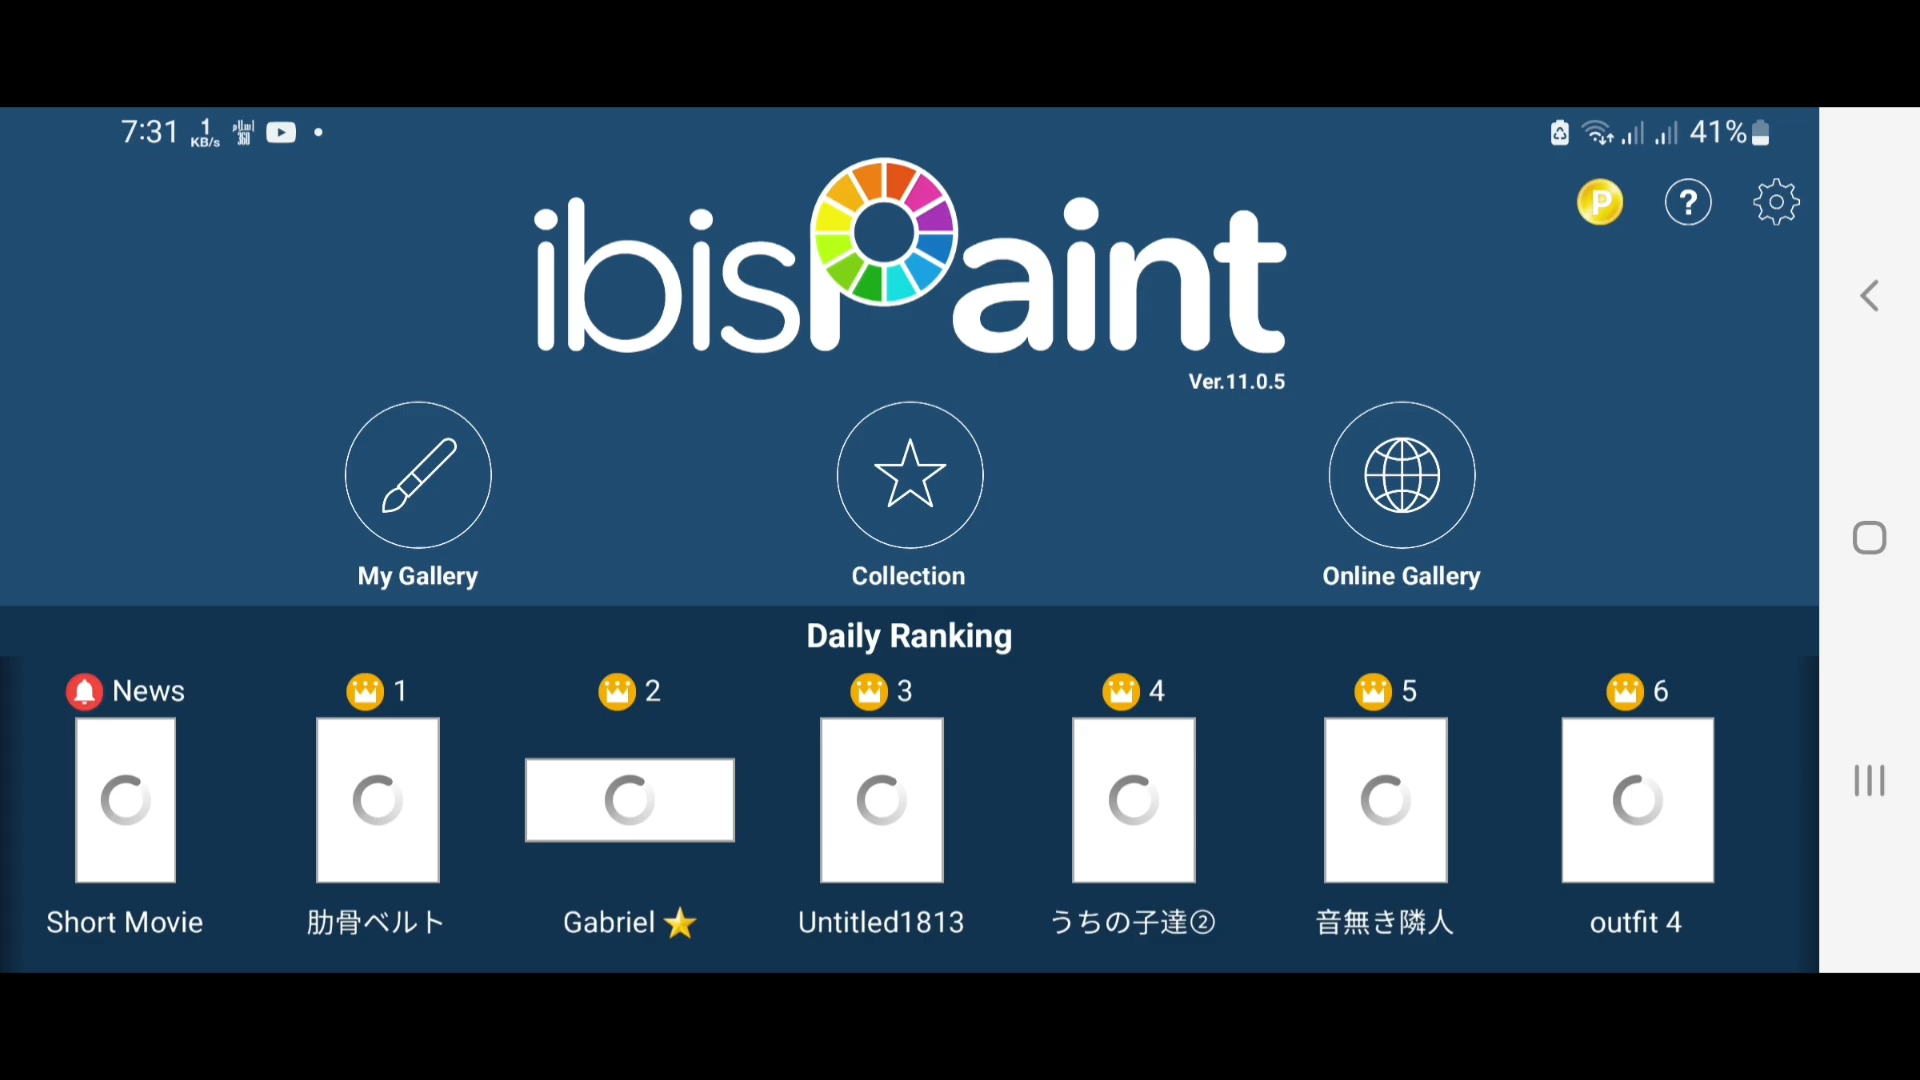 7:31 1 KB/s 41%
P ?
ibisPaint
Ver.11.0.5
My Gallery Collection Online Gallery
Daily Ranking
News 1 2 3 4 5 6
Short Movie 肋骨ベルト Gabriel⭐ Untitled1813 うちの子達② 音無き隣人 outfit 4